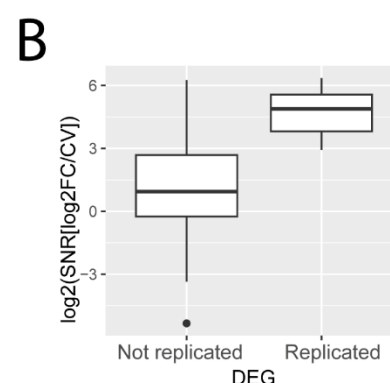 B
log2(SNR[log2FC/CV])
6
3
0
−3
Not replicated
Replicated
DEG